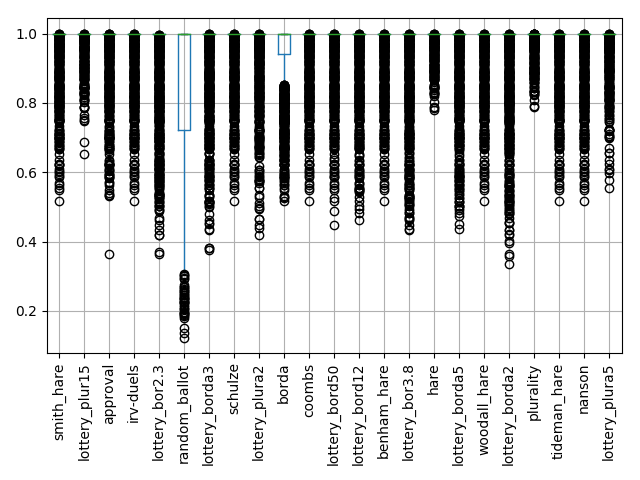 1.0
0.8
0.6
0.4
0.2
smith_hare
lottery_plur15
approval
irv-duels
lottery_bor2.3
random_ballot
lottery_borda3
schulze
lottery_plura2
borda
coombs
lottery_bord50
lottery_bord12
benham_hare
lottery_bor3.8
hare
lottery_borda5
woodall_hare
lottery_borda2
plurality
tideman_hare
nanson
lottery_plura5